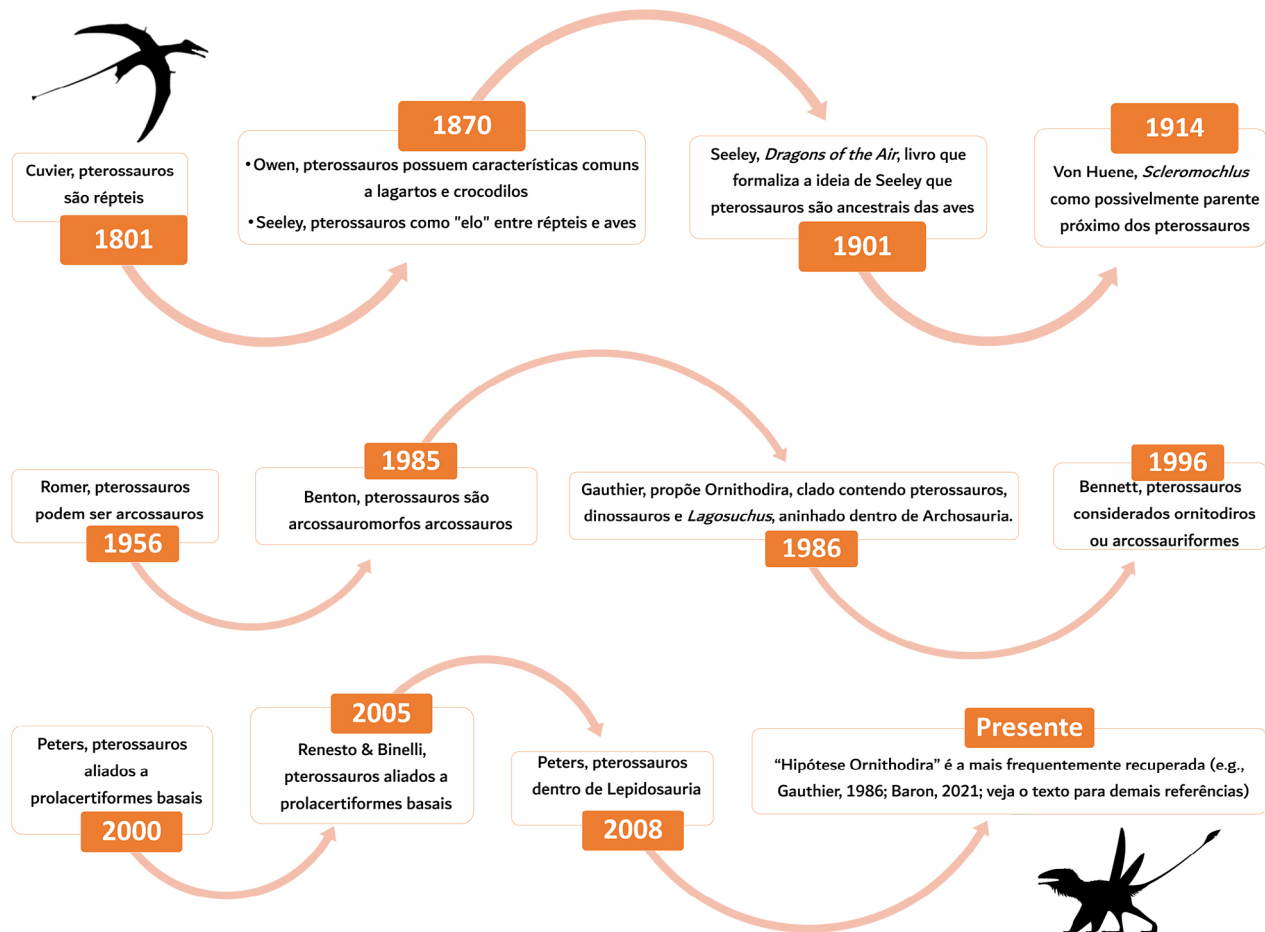 Cuvier, pterossauros
são répteis
1801
1870
• Owen, pterossauros possuem características comuns
a lagartos e crocodilos
• Seeley, pterossauros como "elo" entre répteis e aves
Seeley, Dragons of the Air, livro que
formaliza a ideia de Seeley que
pterossauros são ancestrais das aves
1901
1914
Von Huene, Scleromochlus
como possivelmente parente
próximo dos pterossauros
Romer, pterossauros
podem ser arcossauros
1956
1985
Benton, pterossauros são
arcossauromorfos arcossauros
Gauthier, propõe Ornithodira, clado contendo pterossauros,
dinossauros e Lagosuchus, aninhado dentro de Archosauria.
1986
1996
Bennett, pterossauros
considerados ornitodiros
ou arcossauriformes
Peters, pterossauros
aliados a
prolacertiformes basais
2000
2005
Renesto & Binelli,
pterossauros aliados a
prolacertiformes basais
Peters, pterossauros
dentro de Lepidosauria
2008
Presente
“Hipótese Ornithodira” é a mais frequentemente recuperada (e.g.,
Gauthier, 1986; Baron, 2021; veja o texto para demais referências)